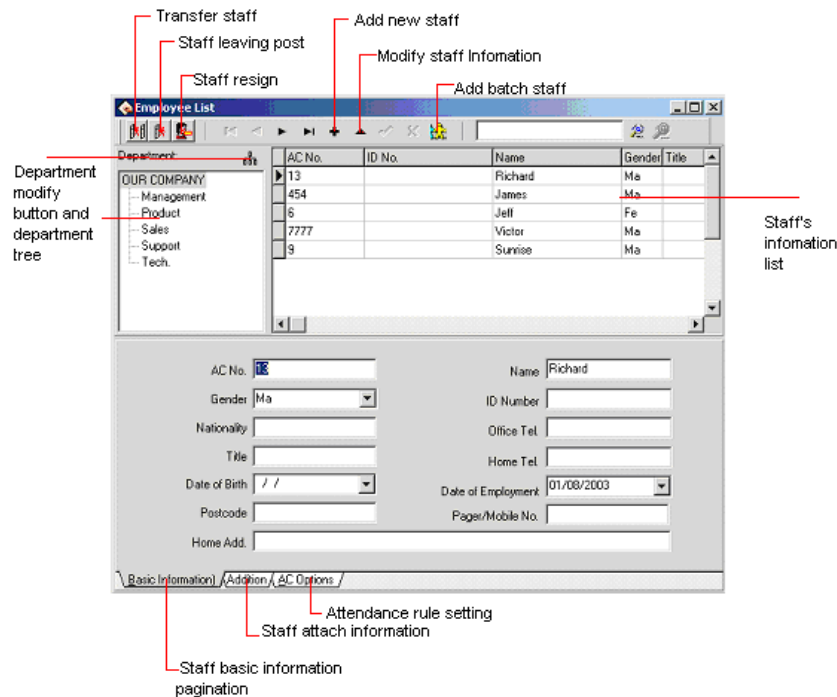 Transfer staff
Add new staff
Staff leaving post
Modify staff Infomation
Staff resign
Add batch staff
Employee List
Department:
AC No. ID No. Name Gender Title
OUR COMPANY
Management
Product
Sales
Support
Tech.
13 Richard Ma
454 James Ma
6 Jeff Fe
7777 Victor Ma
9 Sunrise Ma
Department
modify
button and
department
tree
Staff's
infomation
list
AC No. 13 Name Richard
Gender Ma ID Number
Nationality Office Tel.
Title Home Tel.
Date of Birth / / Date of Employment 01/08/2003
Postcode Pager/Mobile No.
Home Add.
Basic Information) Addition AC Options
Attendance rule setting
Staff attach information
Staff basic information
pagination